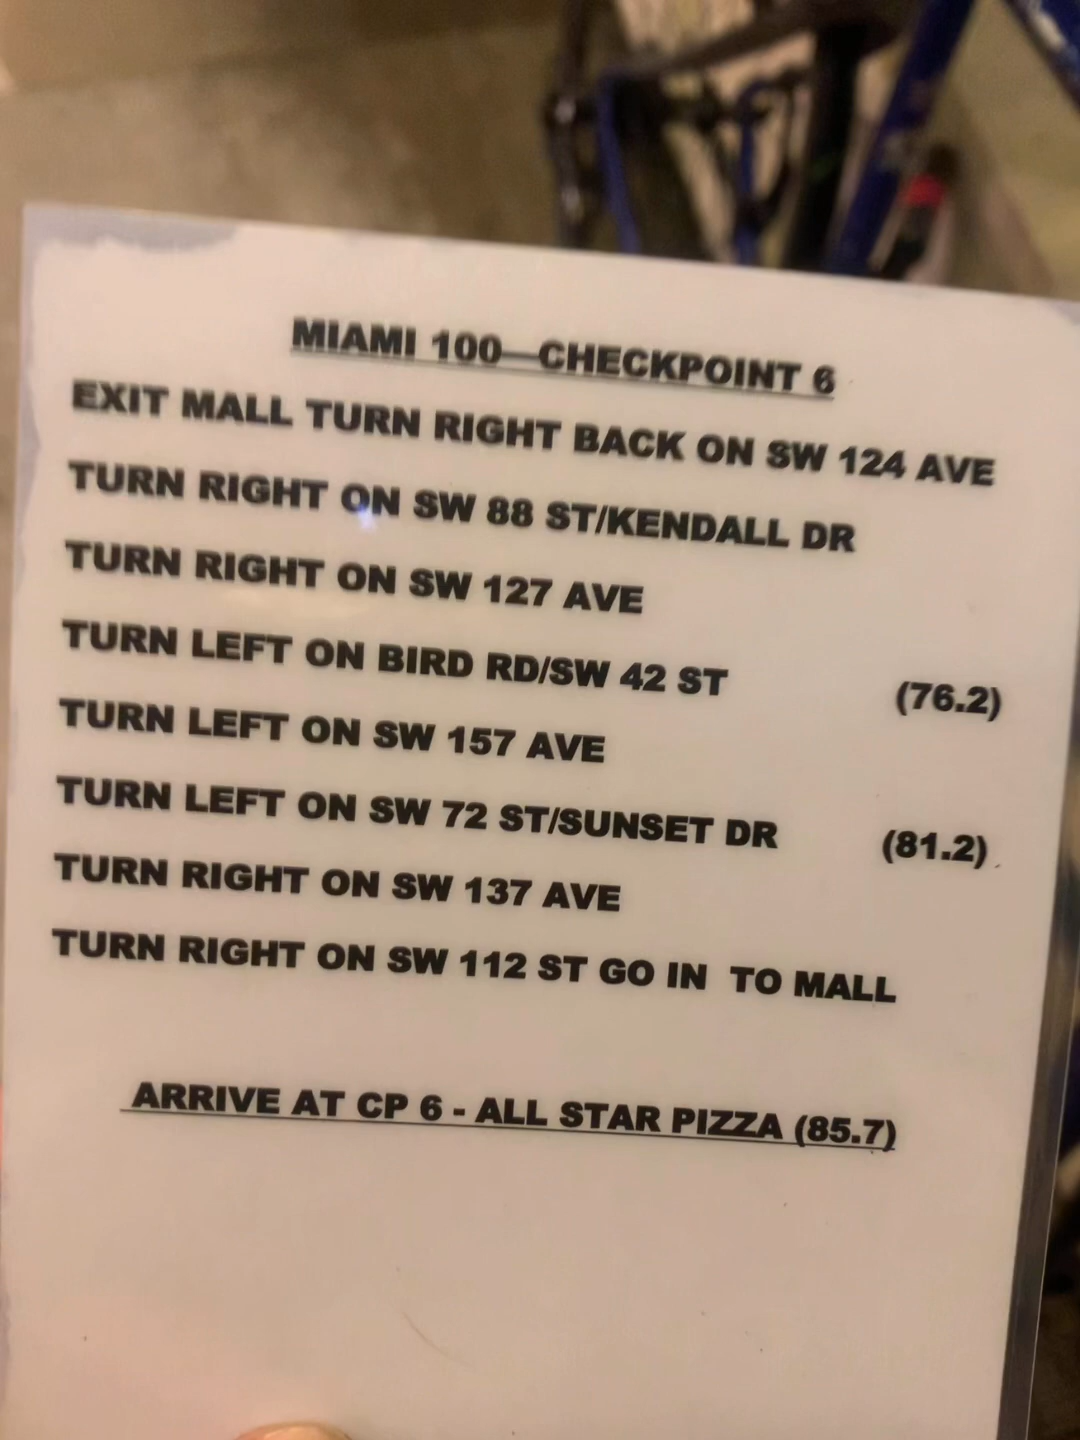 MIAMI 100—CHECKPOINT 6
EXIT MALL TURN RIGHT BACK ON SW 124 AVE
TURN RIGHT ON SW 88 ST/KENDALL DR
TURN RIGHT ON SW 127 AVE
TURN LEFT ON BIRD RD/SW 42 ST (76.2)
TURN LEFT ON SW 157 AVE
TURN LEFT ON SW 72 ST/SUNSET DR (81.2)
TURN RIGHT ON SW 137 AVE
TURN RIGHT ON SW 112 ST GO IN TO MALL
ARRIVE AT CP 6 - ALL STAR PIZZA (85.7)